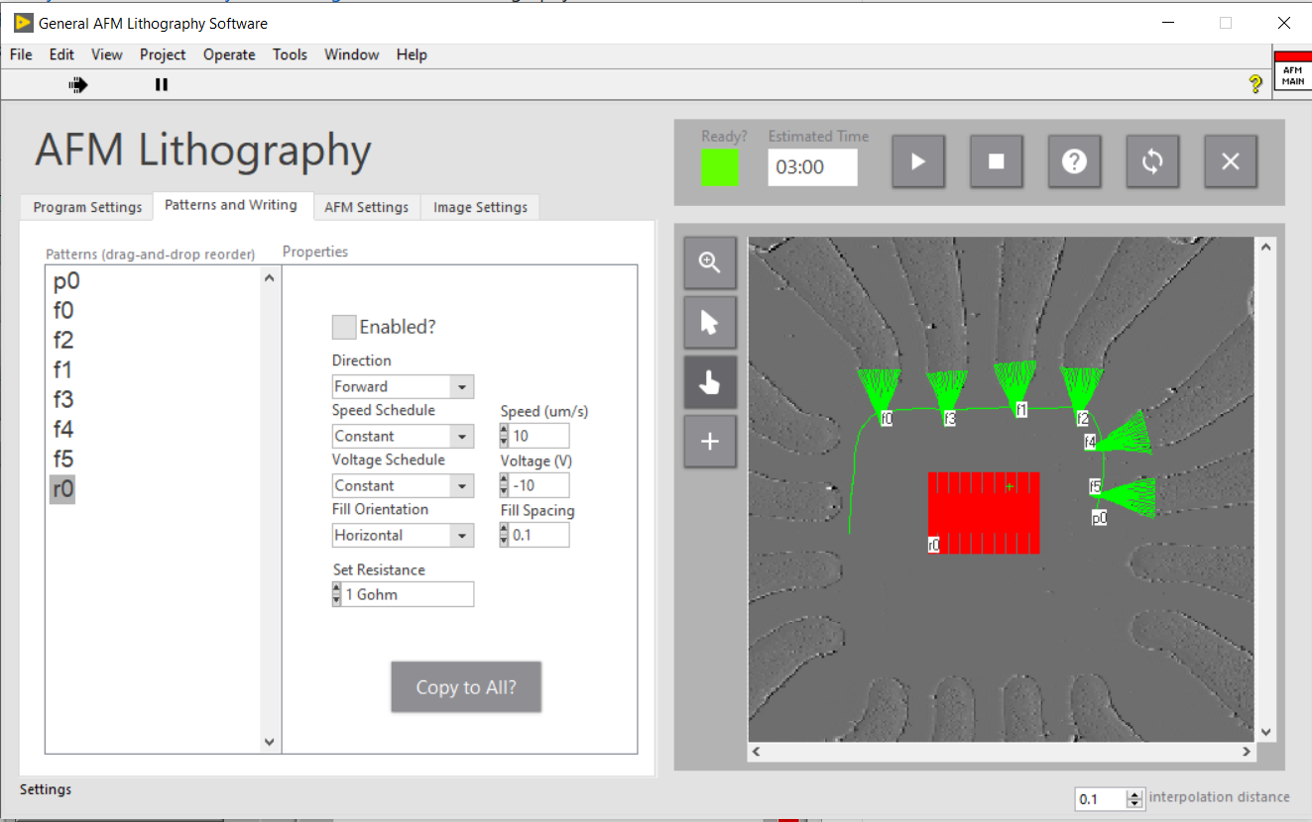 General AFM Lithography Software
File Edit View Project Operate Tools Window Help
AFM
MAIN
AFM Lithography
Ready? Estimated Time
03:00
Program Settings Patterns and Writing AFM Settings Image Settings
Patterns (drag-and-drop reorder) Properties
p0
f0
f2
f1
f3
f4
f5
r0
Enabled?
Direction
Forward
Speed Schedule Speed (um/s)
Constant 10
Voltage Schedule Voltage (V)
Constant -10
Fill Orientation Fill Spacing
Horizontal 0.1
Set Resistance
1 Gohm
Copy to All?
f0 f3 f1 f2
f4
f5
p0
r0
Settings
0.1 interpolation distance